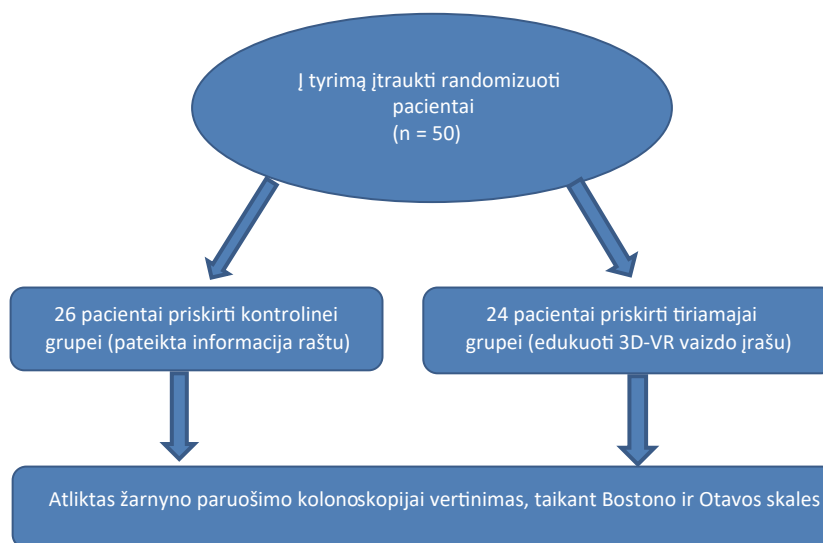 Į tyrimą įtraukti randomizuoti
pacientai
(n = 50)
26 pacientai priskirti kontrolinei
grupei (pateikta informacija raštu)
24 pacientai priskirti tiriamajai
grupei (edukuoti 3D-VR vaizdo įrašu)
Atliktas žarnyno paruošimo kolonoskopijai vertinimas, taikant Bostono ir Otavos skales